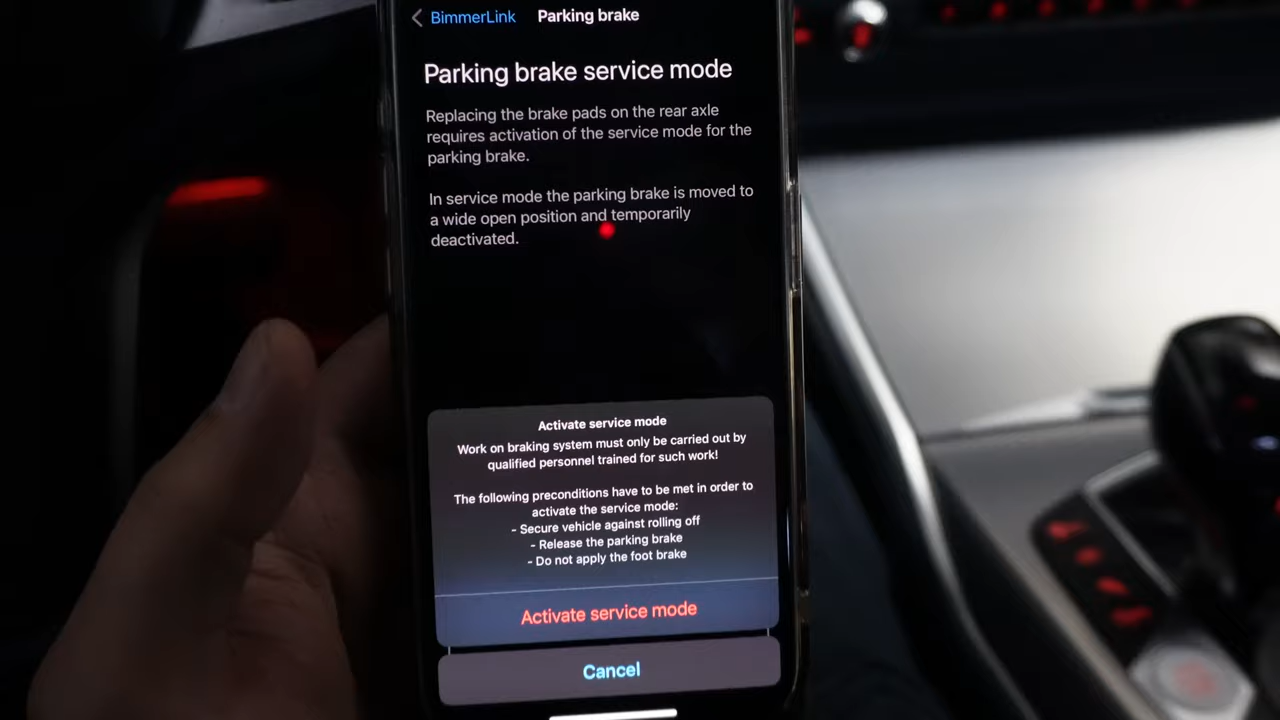 BimmerLink Parking brake
Parking brake service mode
Replacing the brake pads on the rear axle
requires activation of the service mode for the
parking brake.
In service mode the parking brake is moved to
a wide open position and temporarily
deactivated.
Activate service mode
Work on braking system must only be carried out by
qualified personnel trained for such work!
The following preconditions have to be met in order to
activate the service mode:
- Secure vehicle against rolling off
- Release the parking brake
- Do not apply the foot brake
Activate service mode
Cancel